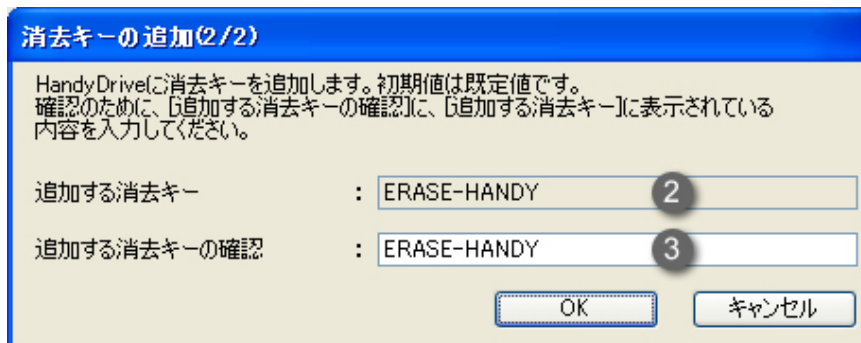 消去キーの追加(2/2)
HandyDriveに消去キーを追加します。初期値は既定値です。
確認のために、[追加する消去キーの確認]に、[追加する消去キー]に表示されている
内容を入力してください。
追加する消去キー : ERASE-HANDY 2
追加する消去キーの確認 : ERASE-HANDY 3
OK キャンセル